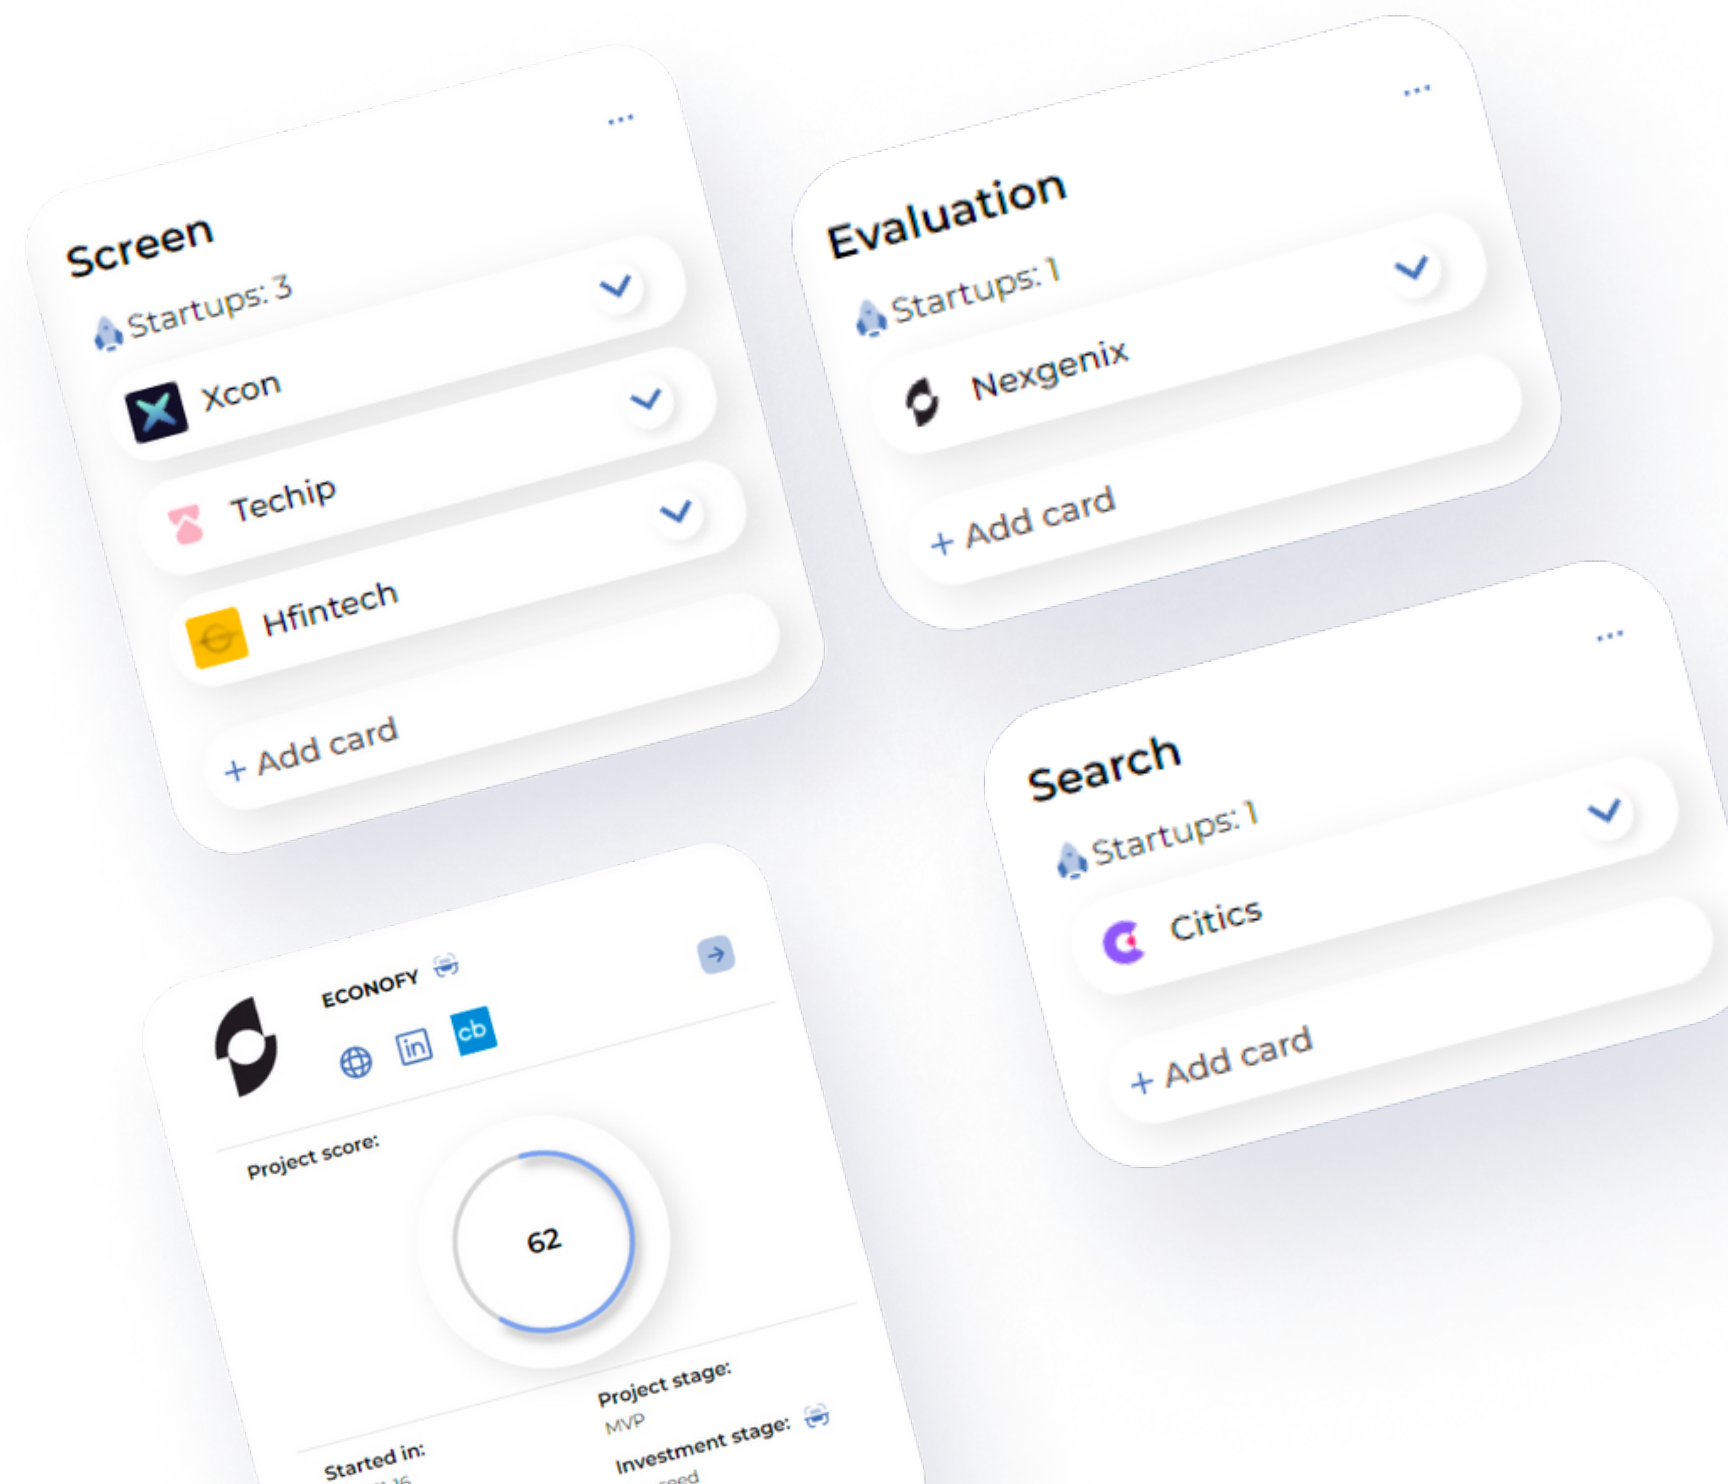 Screen
Startups: 3
Xcon
Techip
Hfintech
+ Add card
Evaluation
Startups: 1
Nexgenix
+ Add card
Search
Startups: 1
Citics
+ Add card
ECONOFY
in
cb
Project score:
62
Project stage:
MVP
Investment stage:
Started in: